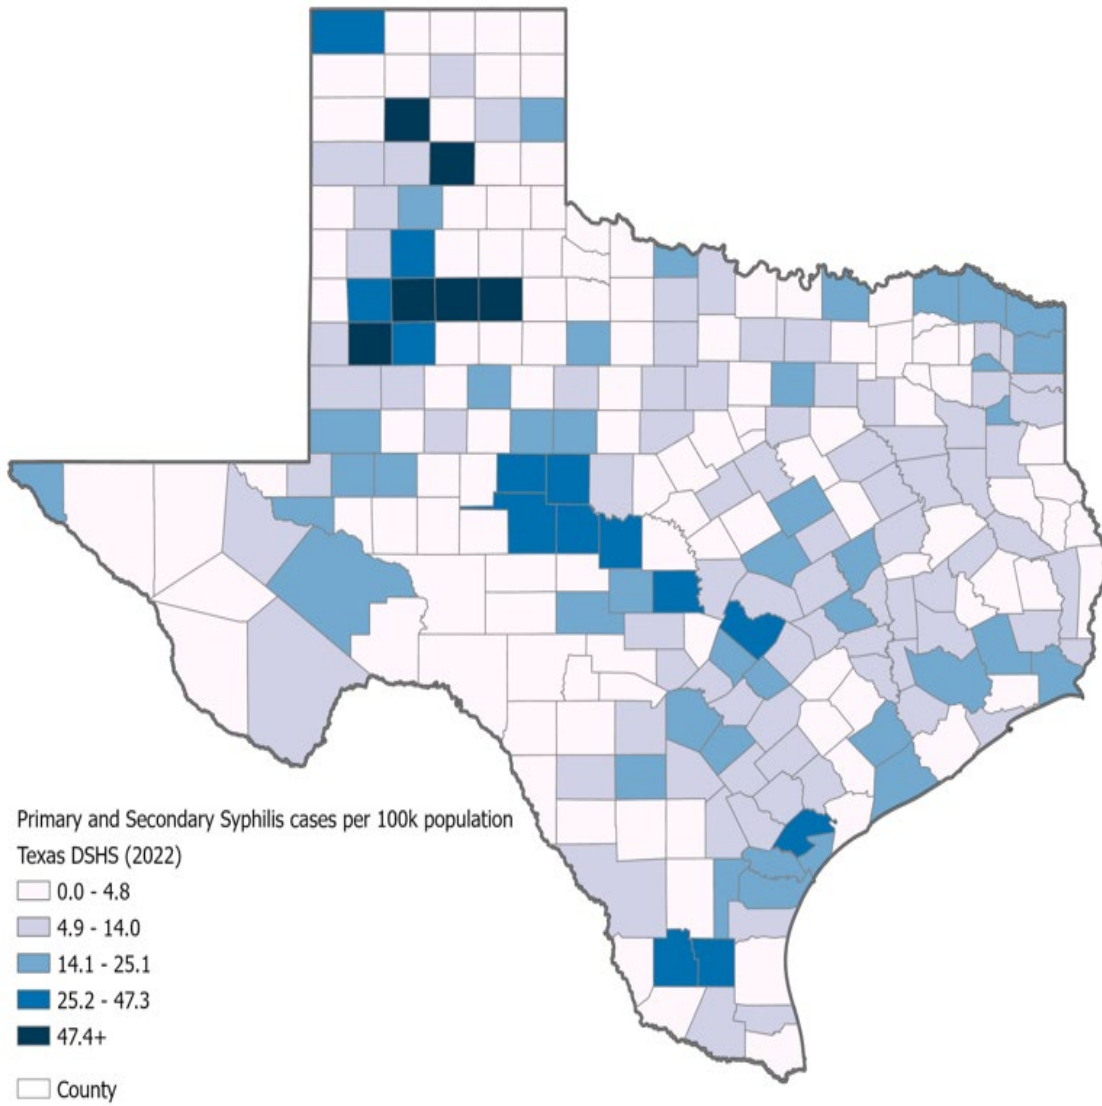 Primary and Secondary Syphilis cases per 100k population
Texas DSHS (2022)
0.0 - 4.8
4.9 - 14.0
14.1 - 25.1
25.2 - 47.3
47.4+
County